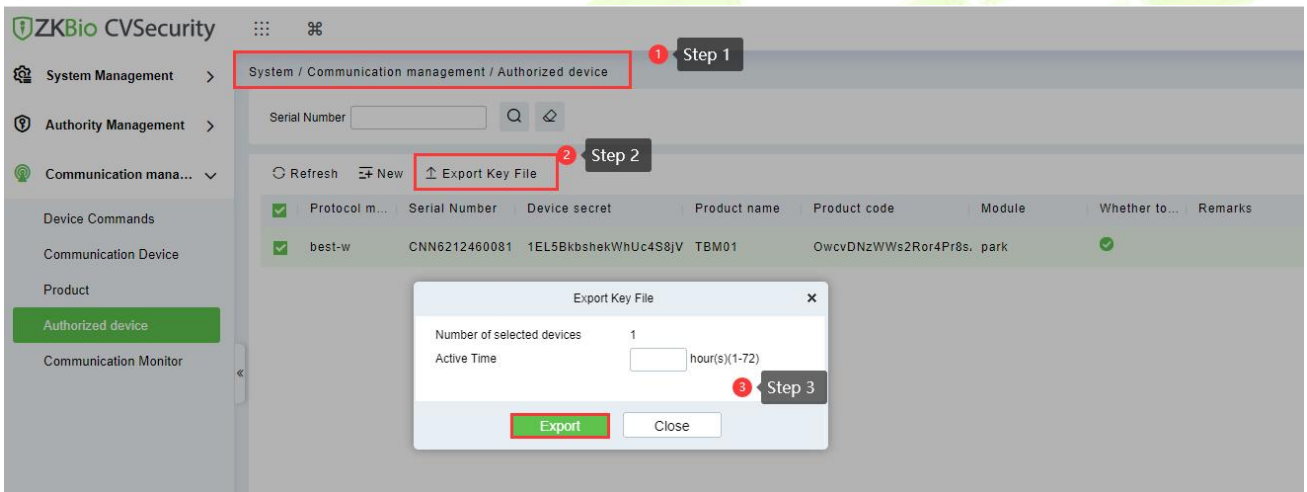 ZKBio CVSecurity
Step 1
System Management
System / Communication management / Authorized device
Authority Management
Serial Number
Step 2
Communication mana...
Refresh New Export Key File
Protocol m... Serial Number Device secret Product name Product code Module Whether to... Remarks
Device Commands
best-w CNN6212460081 1EL5BkbshekWhUc4S8jV TBM01 OwcvDNzWWs2Ror4Pr8s. park
Communication Device
Product
Authorized device
Communication Monitor
Export Key File
Number of selected devices 1
Active Time hour(s)(1-72)
3 Step 3
Export Close